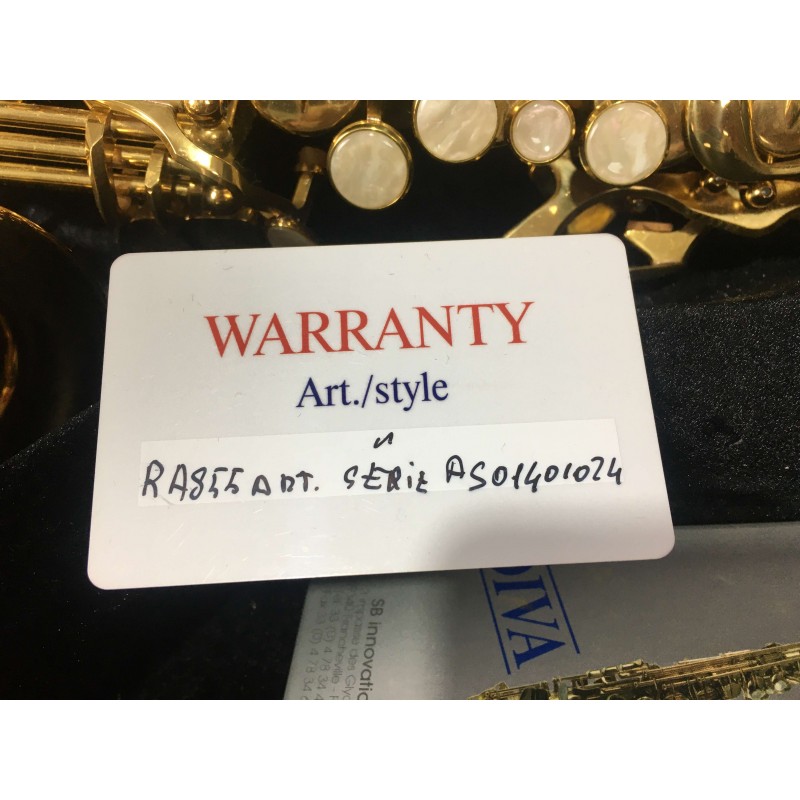 WARRANTY
Art./style
RA855 ART. SERIE AS01401024
DIVA
SB innovatio